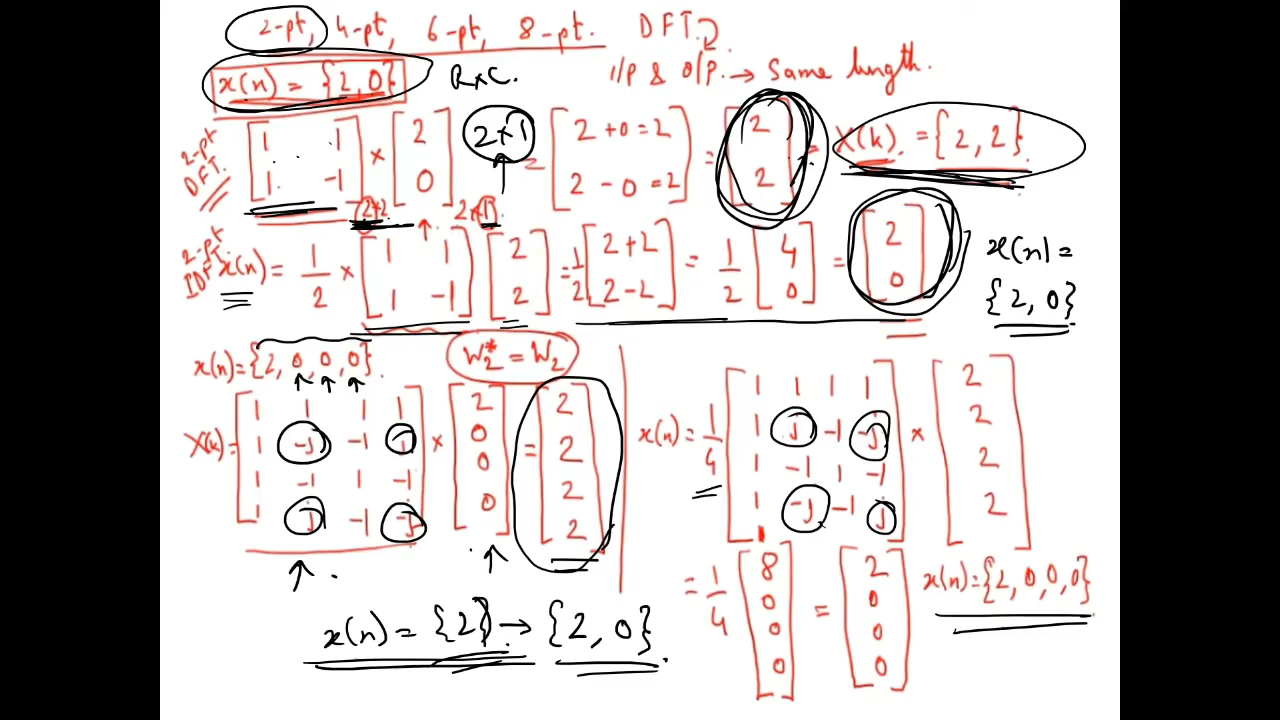 2-pt, 4-pt, 6-pt, 8-pt. DFT.
x(n) = {2,0} R×C. I/P & O/P. → Same length.
2-pt DFT. [1 1; 1 -1] × [2; 0] 2×1 = [2+0=2; 2-0=2] = [2; 2] = X(k). = {2, 2}
2×2 2×1.
2-pt IDFT x(n) = 1/2 × [1 1; 1 -1] [2; 2] = 1/2 [2+2; 2-2] = 1/2 [4; 0] = [2; 0] x(n) = {2, 0}
x(n) = {2, 0, 0, 0}. W₂* = W₂
X(k) = [1 1 1 1; 1 -j -1 j; 1 -1 1 -1; 1 j -1 -j] × [2; 0; 0; 0] = [2; 2; 2; 2]
x(n) = {2} → {2, 0}.
x(n) = 1/4 [1 1 1 1; 1 j -1 -j; 1 -1 1 -1; 1 -j -1 j] × [2; 2; 2; 2]
= 1/4 [8; 0; 0; 0] = [2; 0; 0; 0] x(n) = {2, 0, 0, 0}